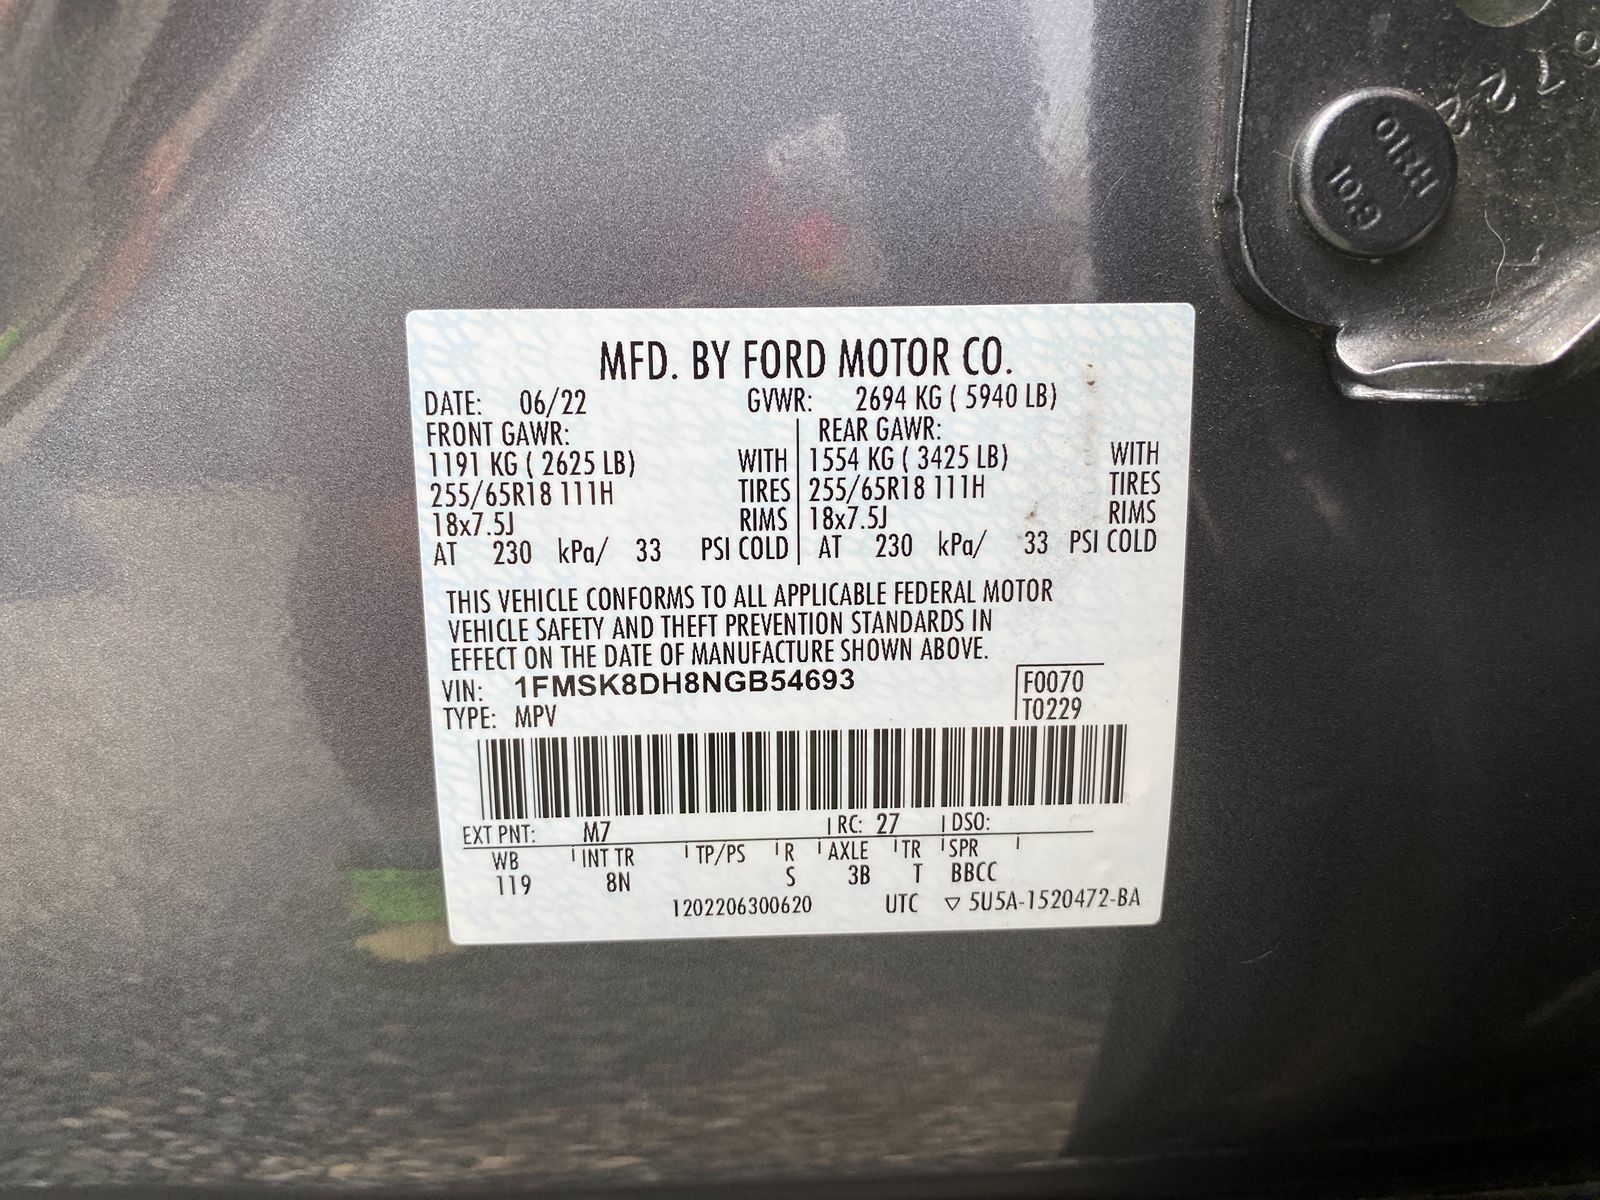 MFD. BY FORD MOTOR CO.
DATE: 06/22 GVWR: 2694 KG ( 5940 LB)
FRONT GAWR: REAR GAWR:
1191 KG ( 2625 LB) WITH 1554 KG ( 3425 LB) WITH
255/65R18 111H TIRES 255/65R18 111H TIRES
18x7.5J RIMS 18x7.5J RIMS
AT 230 kPa/ 33 PSI COLD AT 230 kPa/ 33 PSI COLD
THIS VEHICLE CONFORMS TO ALL APPLICABLE FEDERAL MOTOR
VEHICLE SAFETY AND THEFT PREVENTION STANDARDS IN
EFFECT ON THE DATE OF MANUFACTURE SHOWN ABOVE.
VIN: 1FMSK8DH8NGB54693 F0070
TYPE: MPV T0229
EXT PNT: M7 RC: 27 DSO:
WB INT TR TP/PS R AXLE TR SPR
119 8N S 3B T BBCC
1202206300620 UTC ▽ 5U5A-1520472-BA